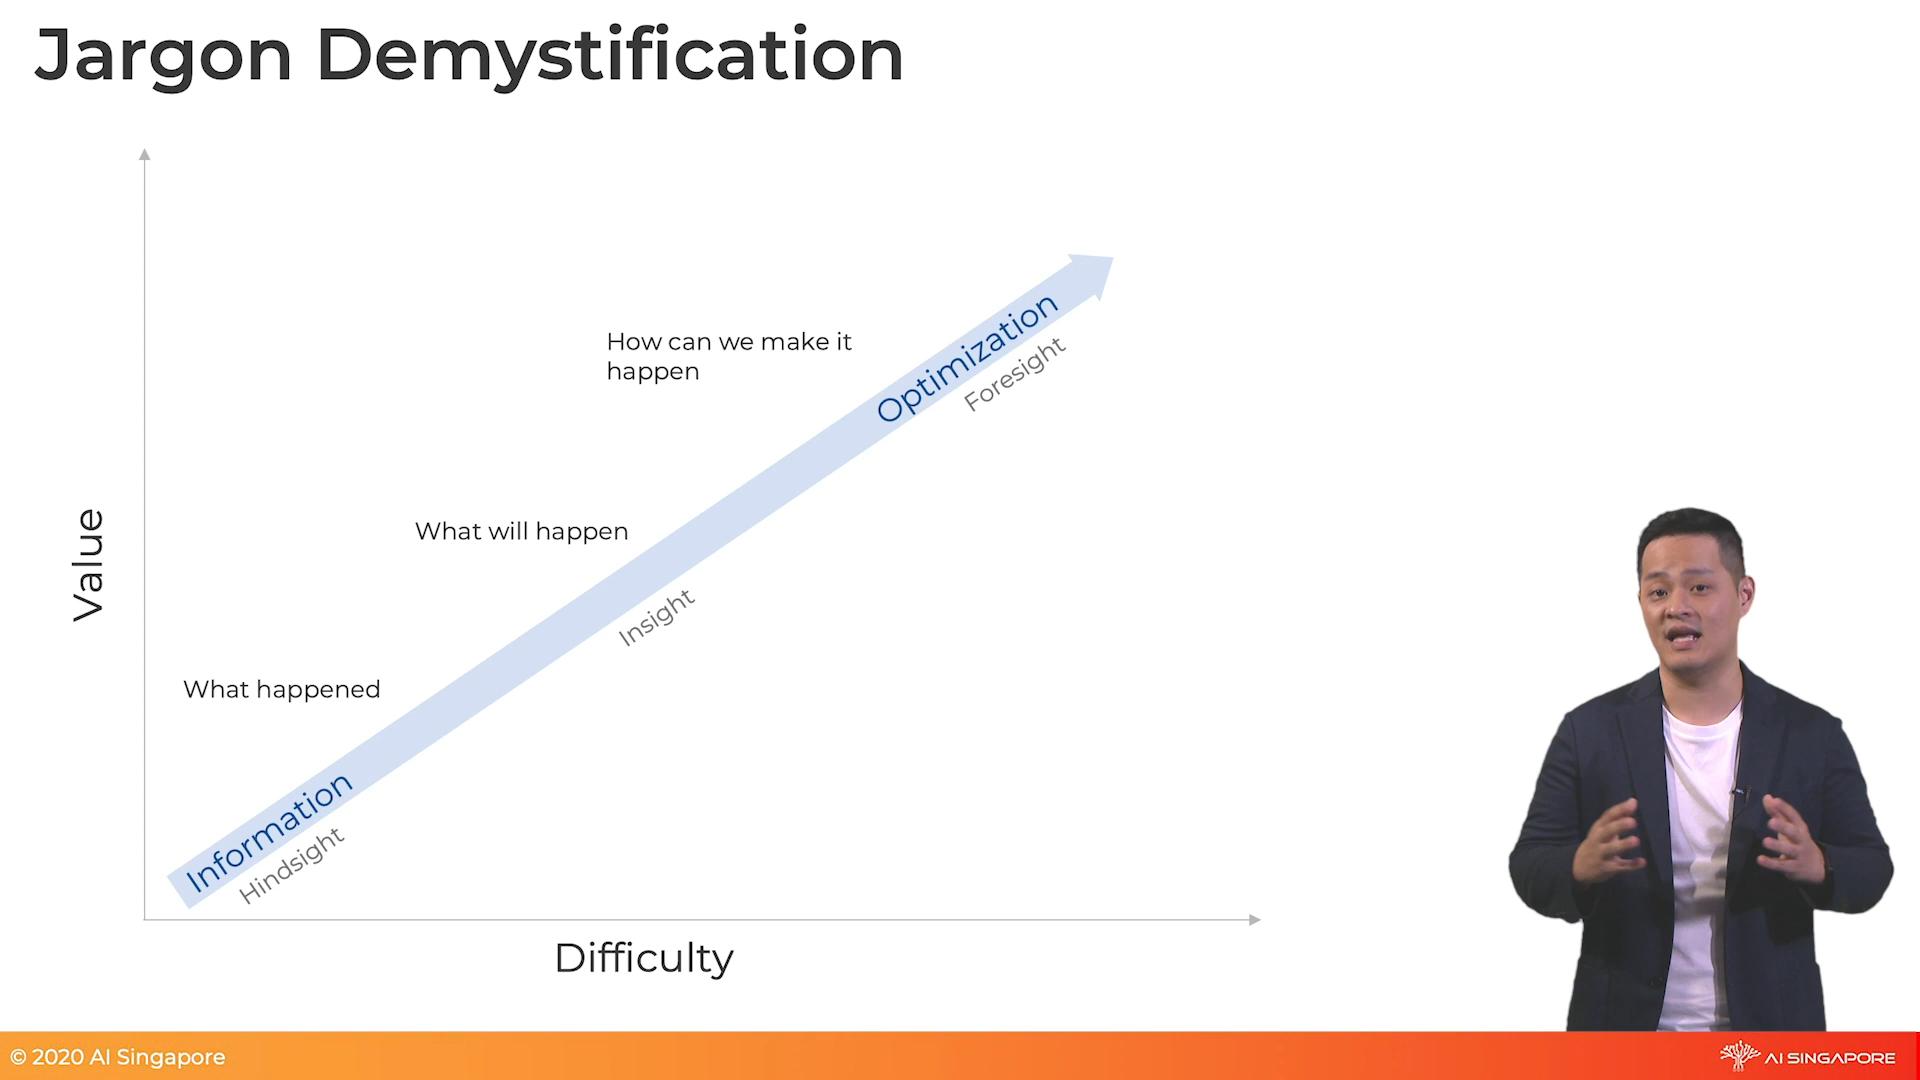 Jargon Demystification
How can we make it
happen
Optimization
Foresight
What will happen
Insight
Value
What happened
Information
Hindsight
Difficulty
© 2020 AI Singapore
AI SINGAPORE